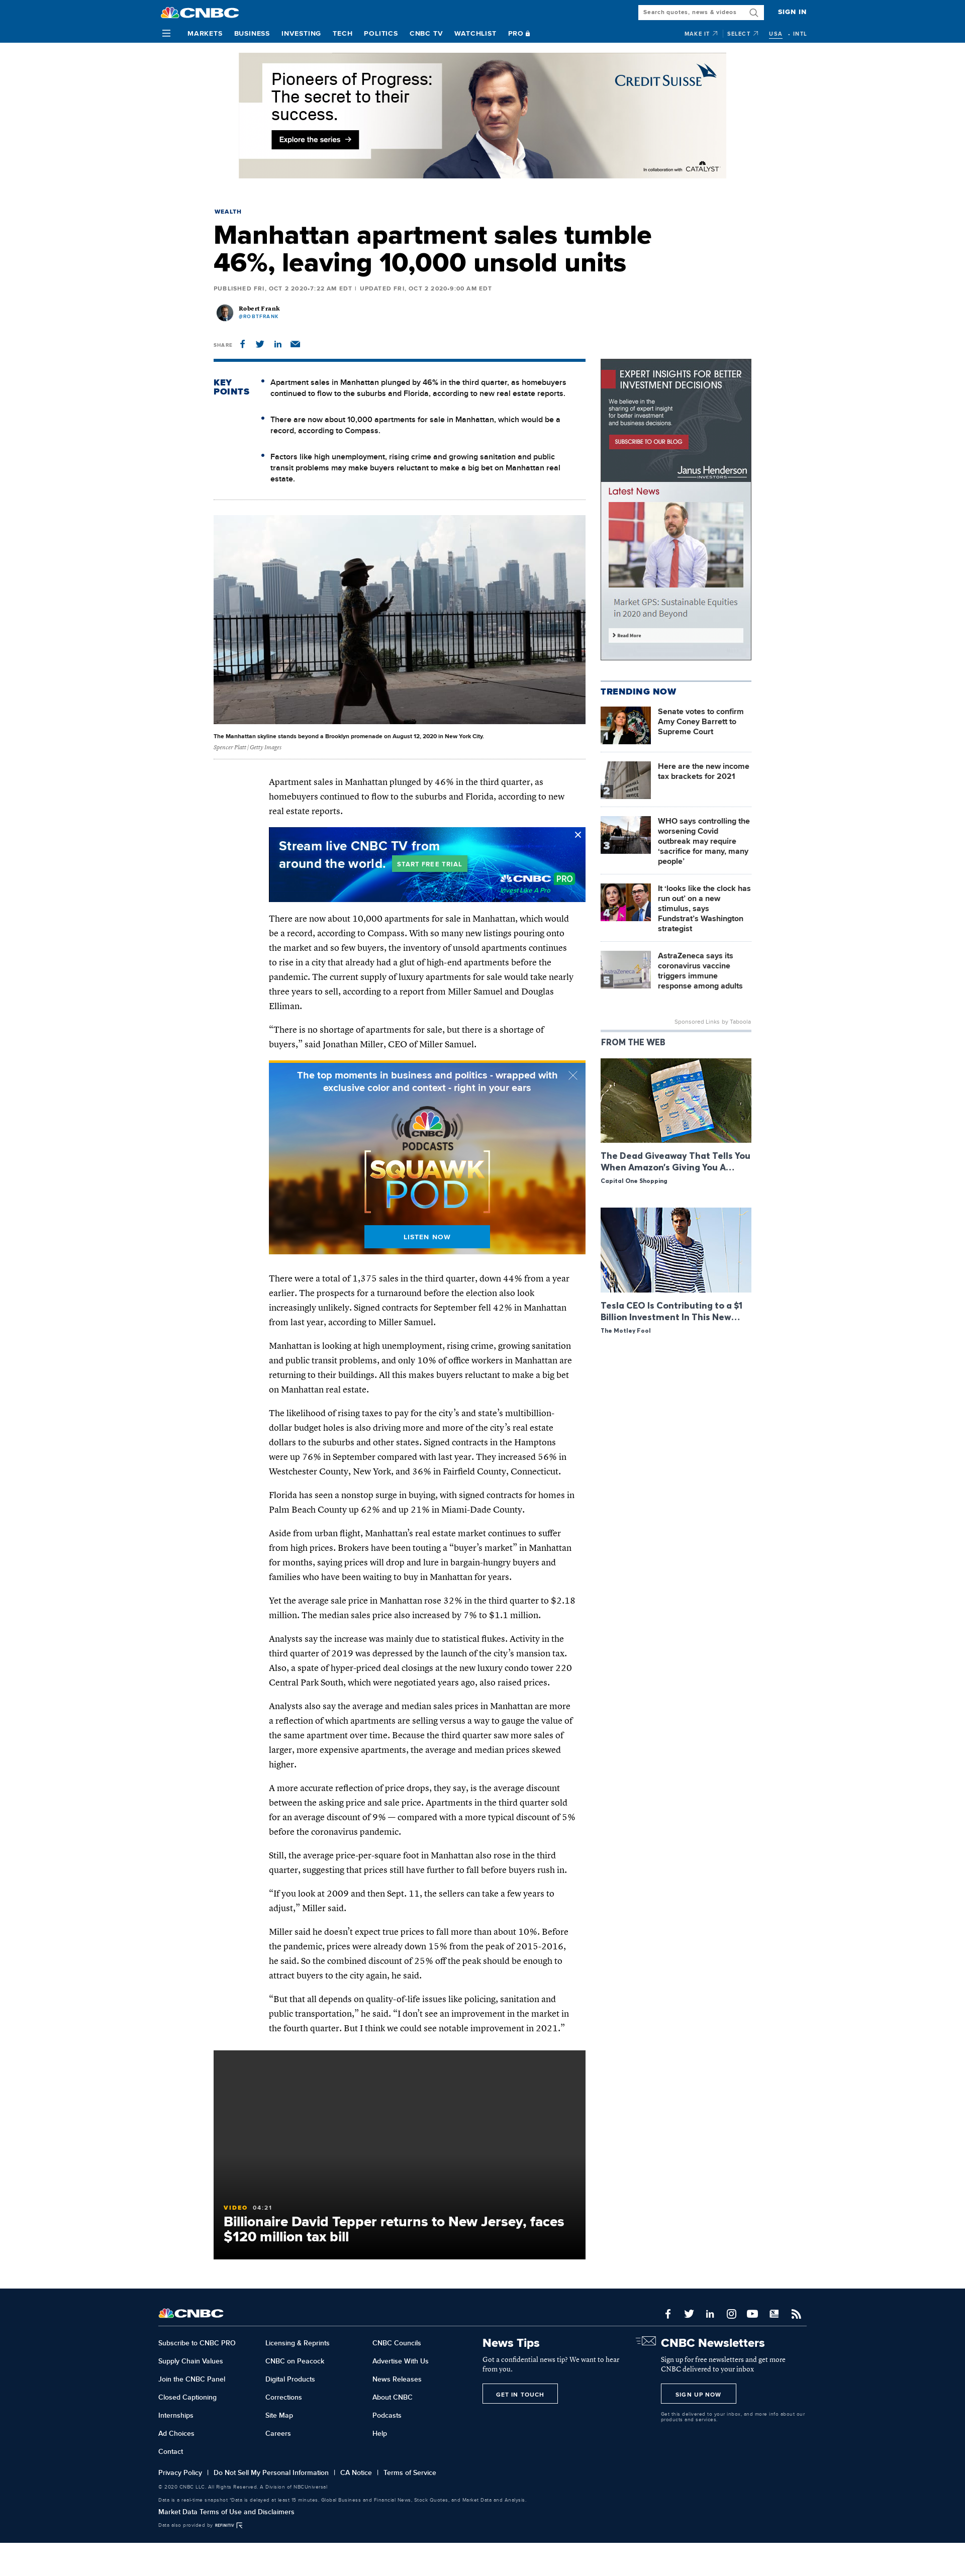 CNBC
Search quotes, news & videos
SIGN IN
MARKETS BUSINESS INVESTING TECH POLITICS CNBC TV WATCHLIST PRO
MAKE IT SELECT USA • INTL
Pioneers of Progress:
The secret to their
success.
Explore the series →
CREDIT SUISSE
In collaboration with CATALYST
WEALTH
Manhattan apartment sales tumble
46%, leaving 10,000 unsold units
PUBLISHED FRI, OCT 2 2020•7:22 AM EDT | UPDATED FRI, OCT 2 2020•9:00 AM EDT
Robert Frank
@ROBTFRANK
SHARE
KEY
POINTS
Apartment sales in Manhattan plunged by 46% in the third quarter, as homebuyers
continued to flow to the suburbs and Florida, according to new real estate reports.
There are now about 10,000 apartments for sale in Manhattan, which would be a
record, according to Compass.
Factors like high unemployment, rising crime and growing sanitation and public
transit problems may make buyers reluctant to make a big bet on Manhattan real
estate.
The Manhattan skyline stands beyond a Brooklyn promenade on August 12, 2020 in New York City.
Spencer Platt | Getty Images
Apartment sales in Manhattan plunged by 46% in the third quarter, as
homebuyers continued to flow to the suburbs and Florida, according to new
real estate reports.
Stream live CNBC TV from
around the world. START FREE TRIAL
CNBC PRO
Invest Like A Pro
There are now about 10,000 apartments for sale in Manhattan, which would
be a record, according to Compass. With so many new listings pouring onto
the market and so few buyers, the inventory of unsold apartments continues
to rise in a city that already had a glut of high-end apartments before the
pandemic. The current supply of luxury apartments for sale would take nearly
three years to sell, according to a report from Miller Samuel and Douglas
Elliman.
“There is no shortage of apartments for sale, but there is a shortage of
buyers,” said Jonathan Miller, CEO of Miller Samuel.
The top moments in business and politics - wrapped with
exclusive color and context - right in your ears
CNBC
PODCASTS
SQUAWK
POD
LISTEN NOW
There were a total of 1,375 sales in the third quarter, down 44% from a year
earlier. The prospects for a turnaround before the election also look
increasingly unlikely. Signed contracts for September fell 42% in Manhattan
from last year, according to Miller Samuel.
Manhattan is looking at high unemployment, rising crime, growing sanitation
and public transit problems, and only 10% of office workers in Manhattan are
returning to their buildings. All this makes buyers reluctant to make a big bet
on Manhattan real estate.
The likelihood of rising taxes to pay for the city’s and state’s multibillion-
dollar budget holes is also driving more and more of the city’s real estate
dollars to the suburbs and other states. Signed contracts in the Hamptons
were up 76% in September compared with last year. They increased 56% in
Westchester County, New York, and 36% in Fairfield County, Connecticut.
Florida has seen a nonstop surge in buying, with signed contracts for homes in
Palm Beach County up 62% and up 21% in Miami-Dade County.
Aside from urban flight, Manhattan’s real estate market continues to suffer
from high prices. Brokers have been touting a “buyer’s market” in Manhattan
for months, saying prices will drop and lure in bargain-hungry buyers and
families who have been waiting to buy in Manhattan for years.
Yet the average sale price in Manhattan rose 32% in the third quarter to $2.18
million. The median sales price also increased by 7% to $1.1 million.
Analysts say the increase was mainly due to statistical flukes. Activity in the
third quarter of 2019 was depressed by the launch of the city’s mansion tax.
Also, a spate of hyper-priced deal closings at the new luxury condo tower 220
Central Park South, which were negotiated years ago, also raised prices.
Analysts also say the average and median sales prices in Manhattan are more
a reflection of which apartments are selling versus a way to gauge the value of
the same apartment over time. Because the third quarter saw more sales of
larger, more expensive apartments, the average and median prices skewed
higher.
A more accurate reflection of price drops, they say, is the average discount
between the asking price and sale price. Apartments in the third quarter sold
for an average discount of 9% — compared with a more typical discount of 5%
before the coronavirus pandemic.
Still, the average price-per-square foot in Manhattan also rose in the third
quarter, suggesting that prices still have further to fall before buyers rush in.
“If you look at 2009 and then Sept. 11, the sellers can take a few years to
adjust,” Miller said.
Miller said he doesn’t expect true prices to fall more than about 10%. Before
the pandemic, prices were already down 15% from the peak of 2015-2016,
he said. So the combined discount of 25% off the peak should be enough to
attract buyers to the city again, he said.
“But that all depends on quality-of-life issues like policing, sanitation and
public transportation,” he said. “I don’t see an improvement in the market in
the fourth quarter. But I think we could see notable improvement in 2021.”
VIDEO 04:21
Billionaire David Tepper returns to New Jersey, faces
$120 million tax bill
EXPERT INSIGHTS FOR BETTER
INVESTMENT DECISIONS
We believe in the
sharing of expert insight
for better investment
and business decisions.
SUBSCRIBE TO OUR BLOG
Janus Henderson
INVESTORS
Latest News
Market GPS: Sustainable Equities
in 2020 and Beyond
Read More
TRENDING NOW
1
Senate votes to confirm
Amy Coney Barrett to
Supreme Court
2
Here are the new income
tax brackets for 2021
3
WHO says controlling the
worsening Covid
outbreak may require
‘sacrifice for many, many
people’
4
It ‘looks like the clock has
run out’ on a new
stimulus, says
Fundstrat’s Washington
strategist
5
AstraZeneca
AstraZeneca says its
coronavirus vaccine
triggers immune
response among adults
Sponsored Links by Taboola
FROM THE WEB
The Dead Giveaway That Tells You
When Amazon’s Giving You A…
Capital One Shopping
Tesla CEO Is Contributing to a $1
Billion Investment In This New…
The Motley Fool
CNBC
Subscribe to CNBC PRO
Supply Chain Values
Join the CNBC Panel
Closed Captioning
Internships
Ad Choices
Contact
Licensing & Reprints
CNBC on Peacock
Digital Products
Corrections
Site Map
Careers
CNBC Councils
Advertise With Us
News Releases
About CNBC
Podcasts
Help
News Tips
Got a confidential news tip? We want to hear
from you.
GET IN TOUCH
CNBC Newsletters
Sign up for free newsletters and get more
CNBC delivered to your inbox
SIGN UP NOW
Get this delivered to your inbox, and more info about our
products and services.
Privacy Policy | Do Not Sell My Personal Information | CA Notice | Terms of Service
© 2020 CNBC LLC. All Rights Reserved. A Division of NBCUniversal
Data is a real-time snapshot *Data is delayed at least 15 minutes. Global Business and Financial News, Stock Quotes, and Market Data and Analysis.
Market Data Terms of Use and Disclaimers
Data also provided by REFINITIV